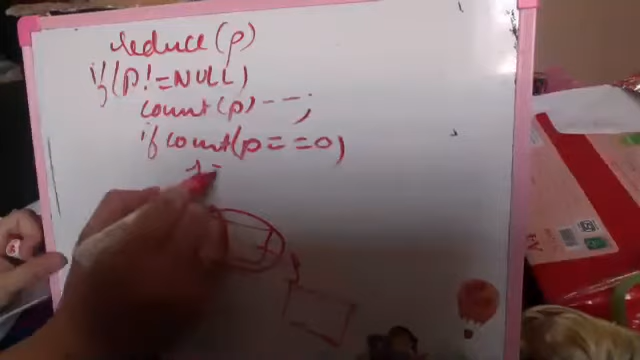 reduce(p)
if(p!=NULL)
count(p)---;
if count(p==0)